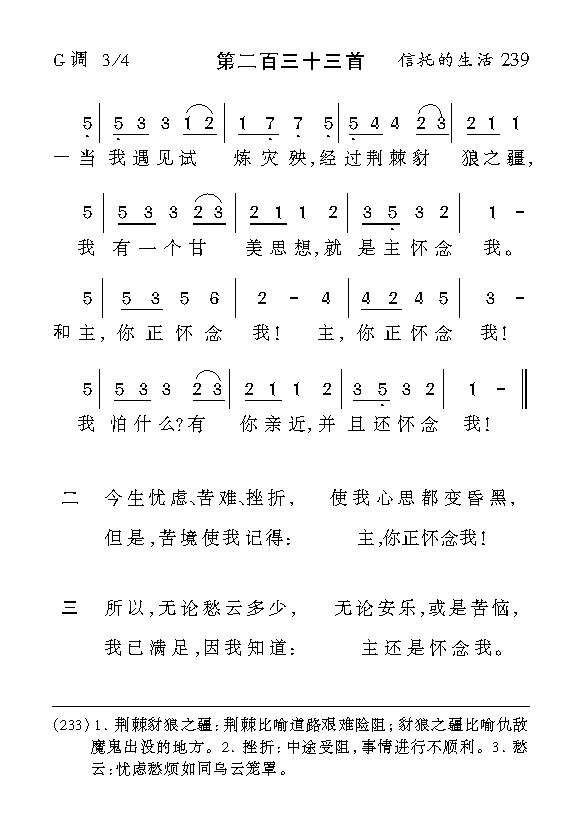 G调 3/4 第二百三十三首 信托的生活 239
5 | 5 3 3 1 2 | 1 7 7 5 | 5 4 4 2 3 | 2 1 1
一当 我遇见试 炼灾殃,经过荆棘豺 狼之疆,
5 | 5 3 3 2 3 | 2 1 1 2 | 3 5 3 2 | 1 -
我 有一个甘 美思想,就 是主怀念 我。
5 | 5 3 5 6 | 2 - 4 | 4 2 4 5 | 3 -
和主,你正怀念 我! 主,你正怀念 我!
5 | 5 3 3 2 3 | 2 1 1 2 | 3 5 3 2 | 1 - ‖
我 怕什么?有 你亲近,并 且还怀念 我!
二 今生忧虑、苦难、挫折, 使我心思都变昏黑,
但是,苦境使我记得: 主,你正怀念我!
三 所以,无论愁云多少, 无论安乐,或是苦恼,
我已满足,因我知道: 主还是怀念我。
(233) 1. 荆棘豺狼之疆:荆棘比喻道路艰难险阻;豺狼之疆比喻仇敌
魔鬼出没的地方。2. 挫折:中途受阻,事情进行不顺利。3. 愁
云:忧虑愁烦如同乌云笼罩。